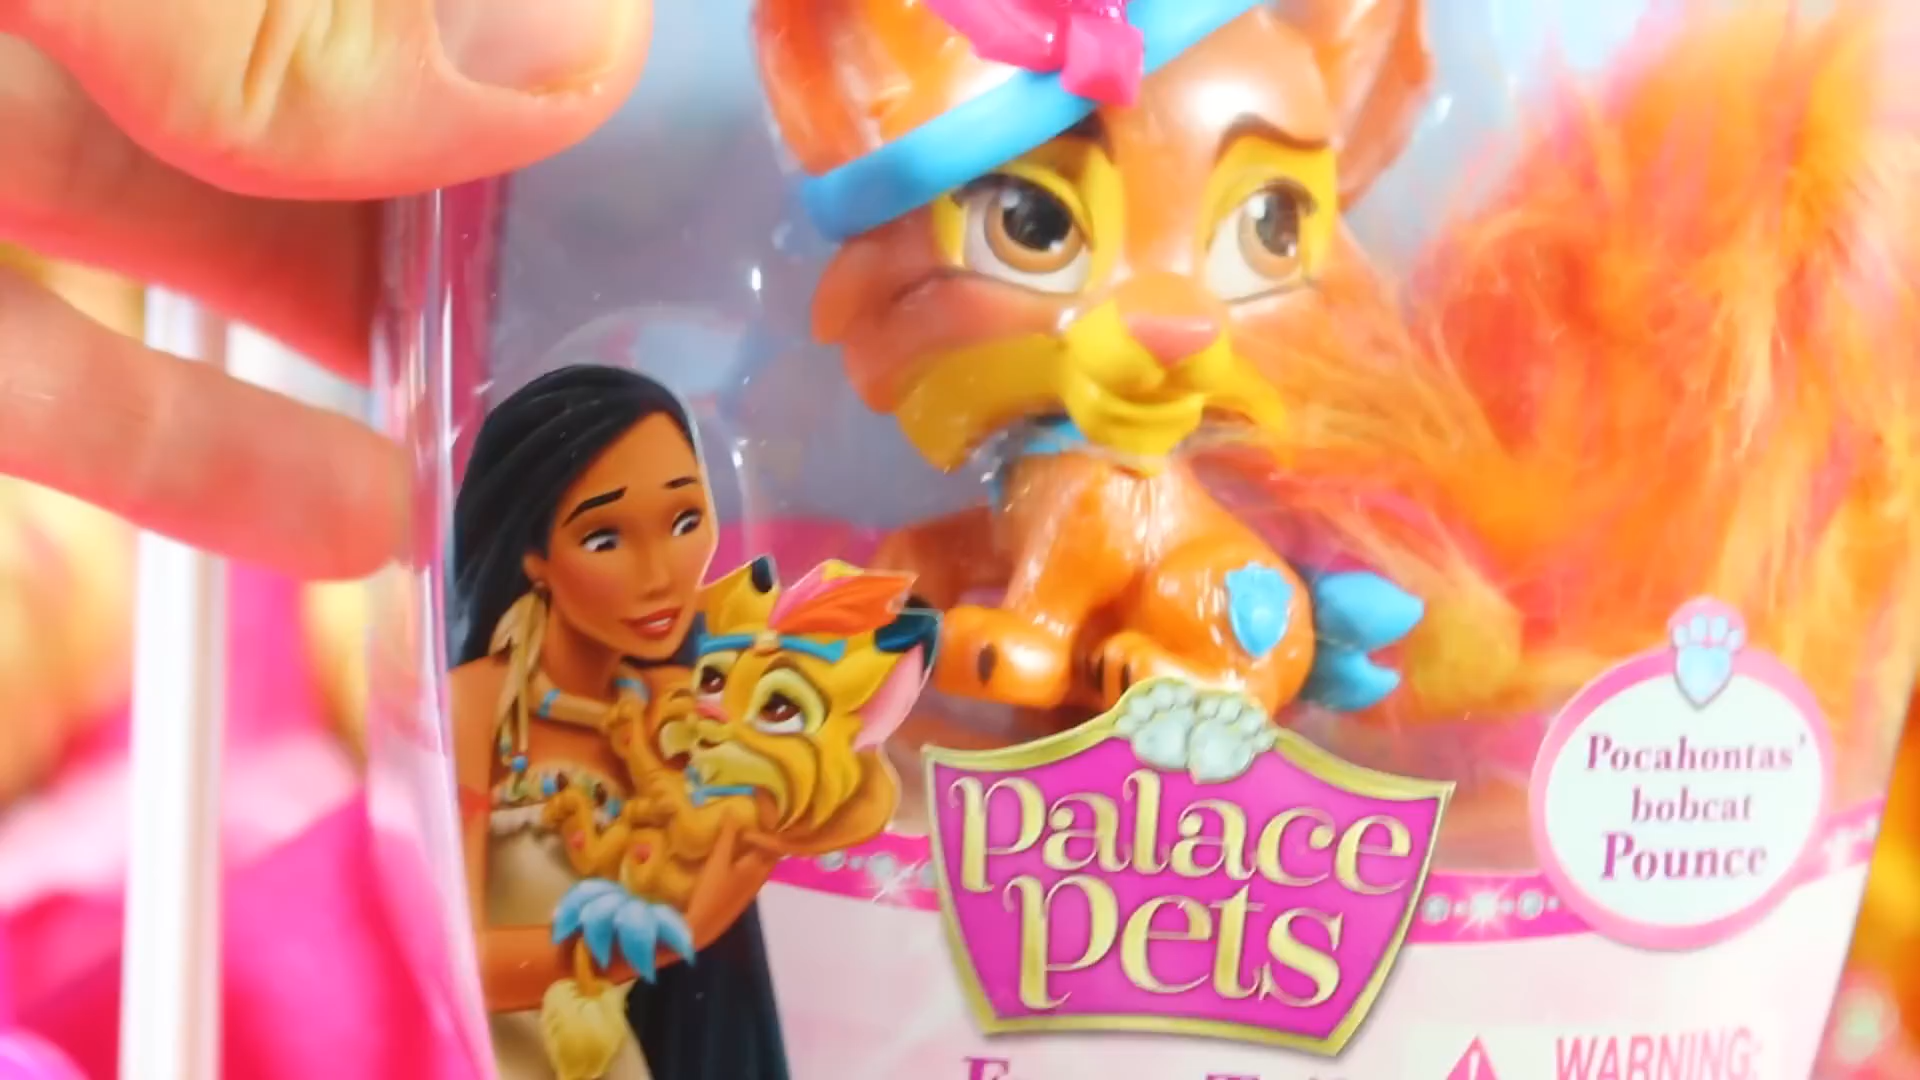 Palace
Pets
Pocahontas'
bobcat
Pounce
WARNING: